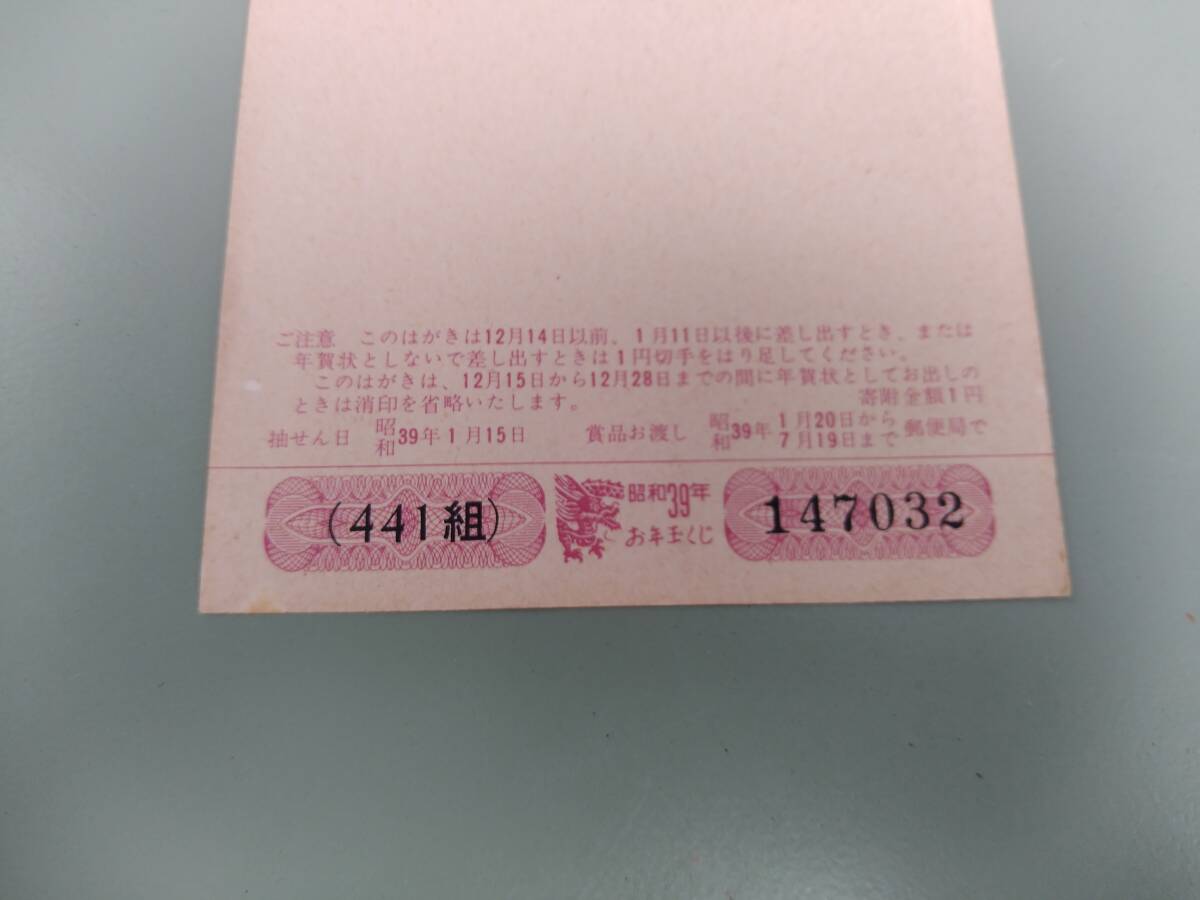 ご注意 このはがきは12月14日以前、1月11日以後に差し出すとき、または
年賀状としないで差し出すときは1円切手をはり足してください。
このはがきは、12月15日から12月28日までの間に年賀状としてお出しの
ときは消印を省略いたします。 寄附金額1円
抽せん日 昭和39年1月15日 賞品お渡し 昭和39年 1月20日から 7月19日まで 郵便局で
(441組) 昭和39年 147032
お年玉くじ